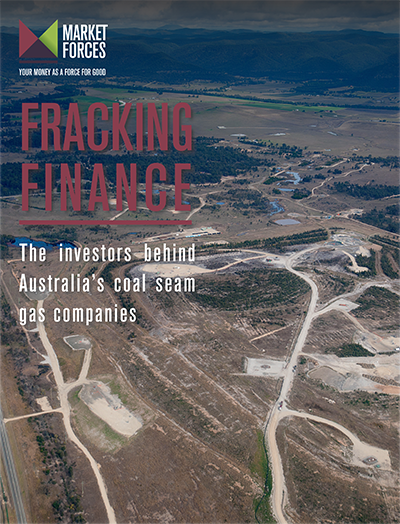 MARKET
FORCES
YOUR MONEY AS A FORCE FOR GOOD
FRACKING
FINANCE
The investors behind
Australia's coal seam
gas companies